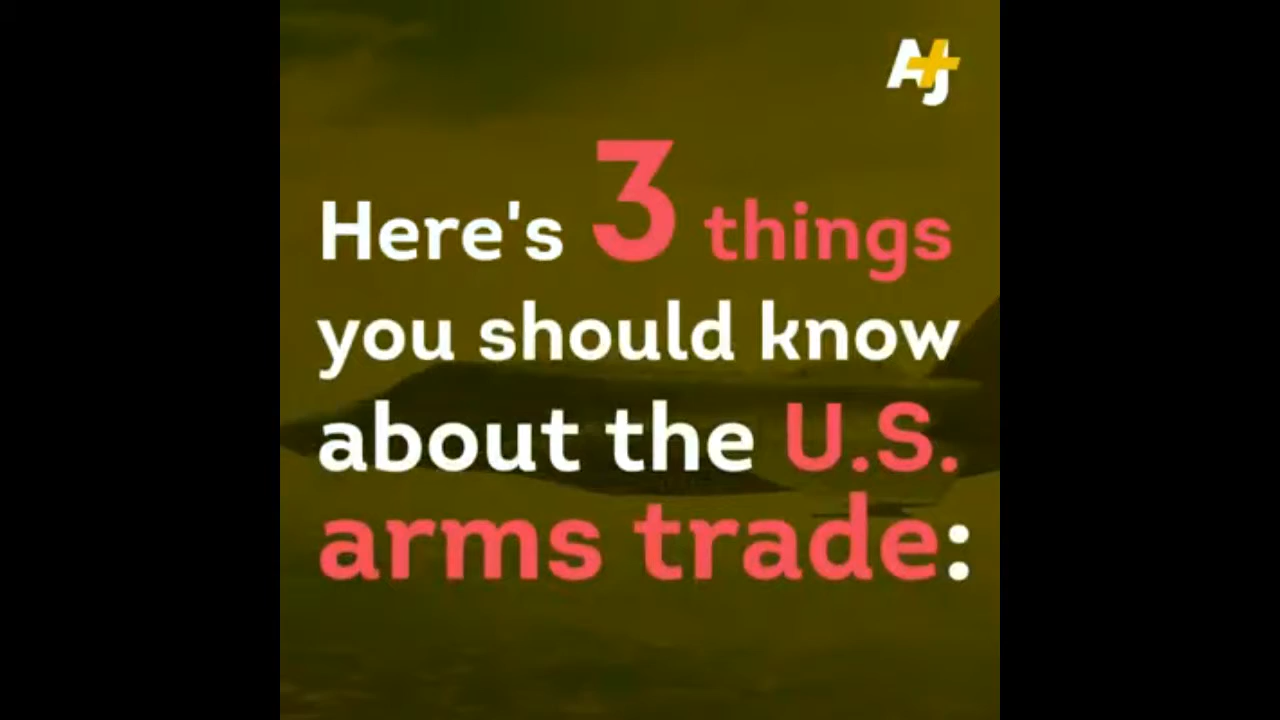 AJ+
Here's 3 things
you should know
about the U.S.
arms trade: